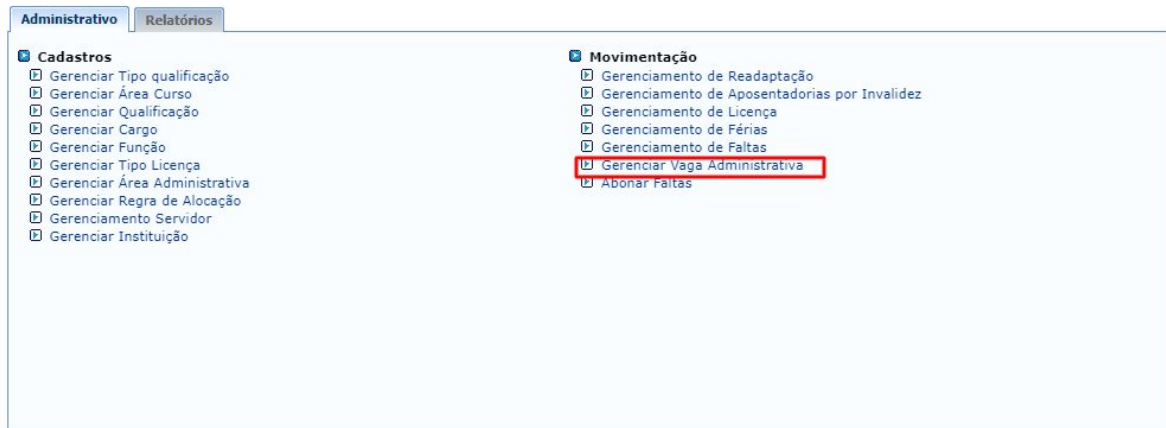 Administrativo
Relatórios
Cadastros
Gerenciar Tipo qualificação
Gerenciar Área Curso
Gerenciar Qualificação
Gerenciar Cargo
Gerenciar Função
Gerenciar Tipo Licença
Gerenciar Área Administrativa
Gerenciar Regra de Alocação
Gerenciamento Servidor
Gerenciar Instituição
Movimentação
Gerenciamento de Readaptação
Gerenciamento de Aposentadorias por Invalidez
Gerenciamento de Licença
Gerenciamento de Férias
Gerenciamento de Faltas
Gerenciar Vaga Administrativa
Abonar Faltas